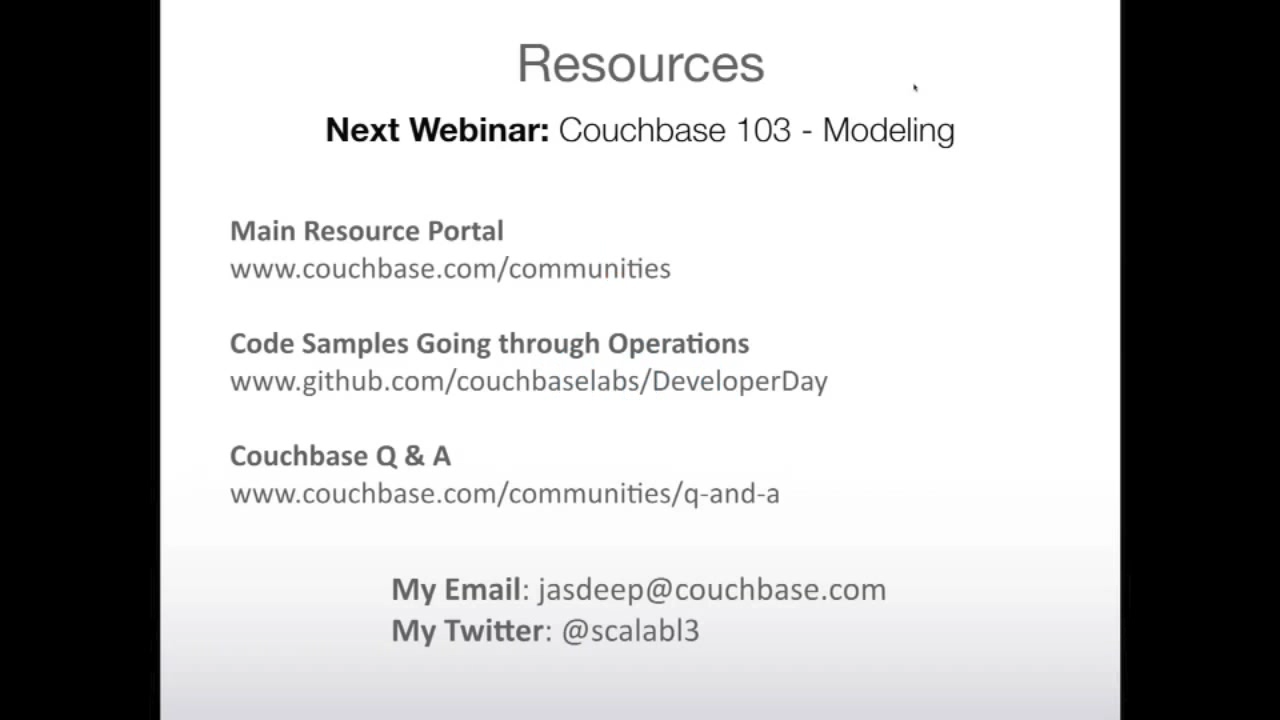 Resources
Next Webinar: Couchbase 103 - Modeling
Main Resource Portal
www.couchbase.com/communities
Code Samples Going through Operations
www.github.com/couchbaselabs/DeveloperDay
Couchbase Q & A
www.couchbase.com/communities/q-and-a
My Email: jasdeep@couchbase.com
My Twitter: @scalabl3